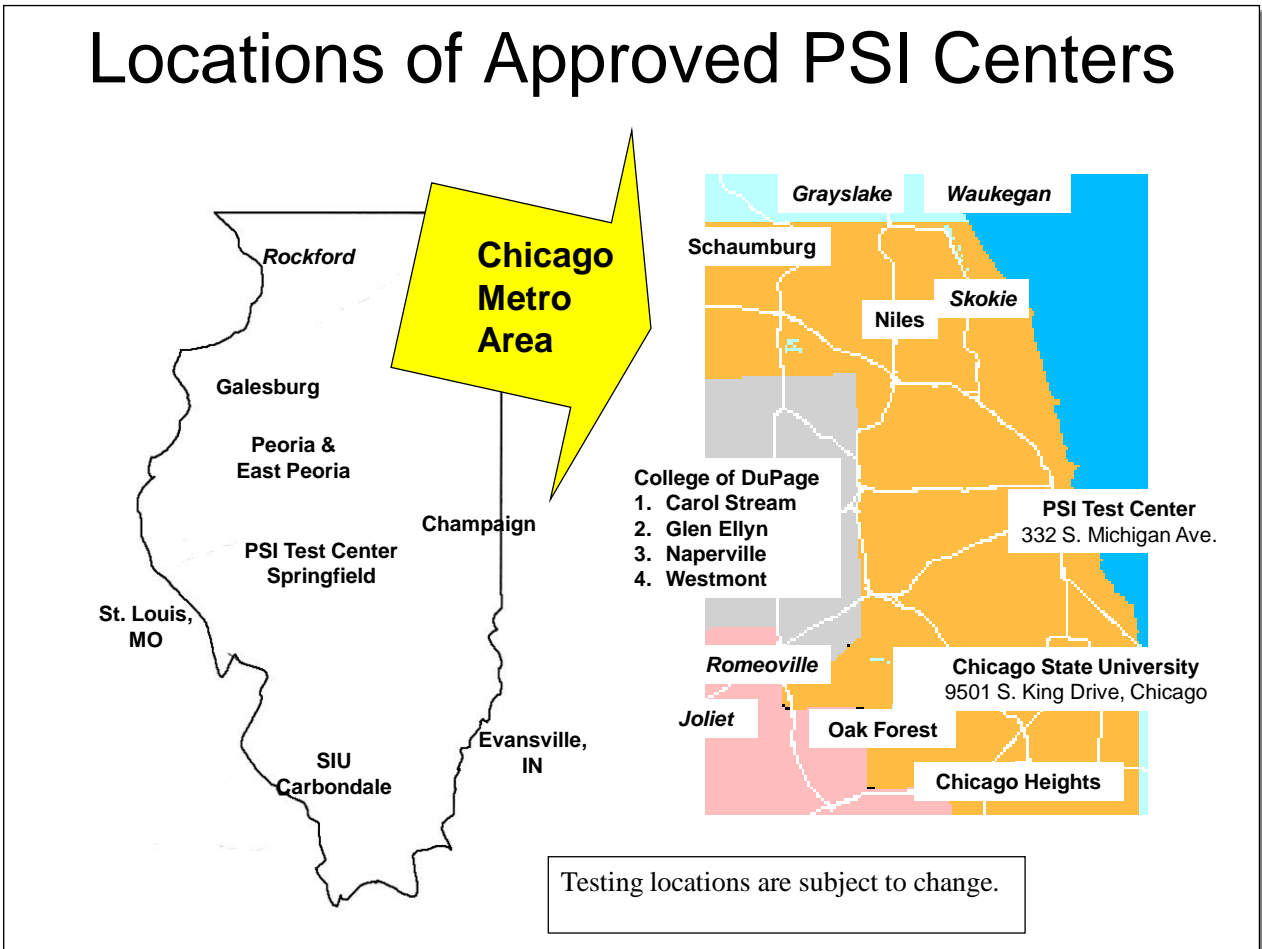 Locations of Approved PSI Centers
Rockford
Galesburg
Peoria &
East Peoria
Champaign
PSI Test Center
Springfield
St. Louis,
MO
Evansville,
IN
SIU
Carbondale
Chicago
Metro
Area
Grayslake
Waukegan
Schaumburg
Skokie
Niles
College of DuPage
1. Carol Stream
2. Glen Ellyn
3. Naperville
4. Westmont
PSI Test Center
332 S. Michigan Ave.
Romeoville
Chicago State University
9501 S. King Drive, Chicago
Joliet
Oak Forest
Chicago Heights
Testing locations are subject to change.